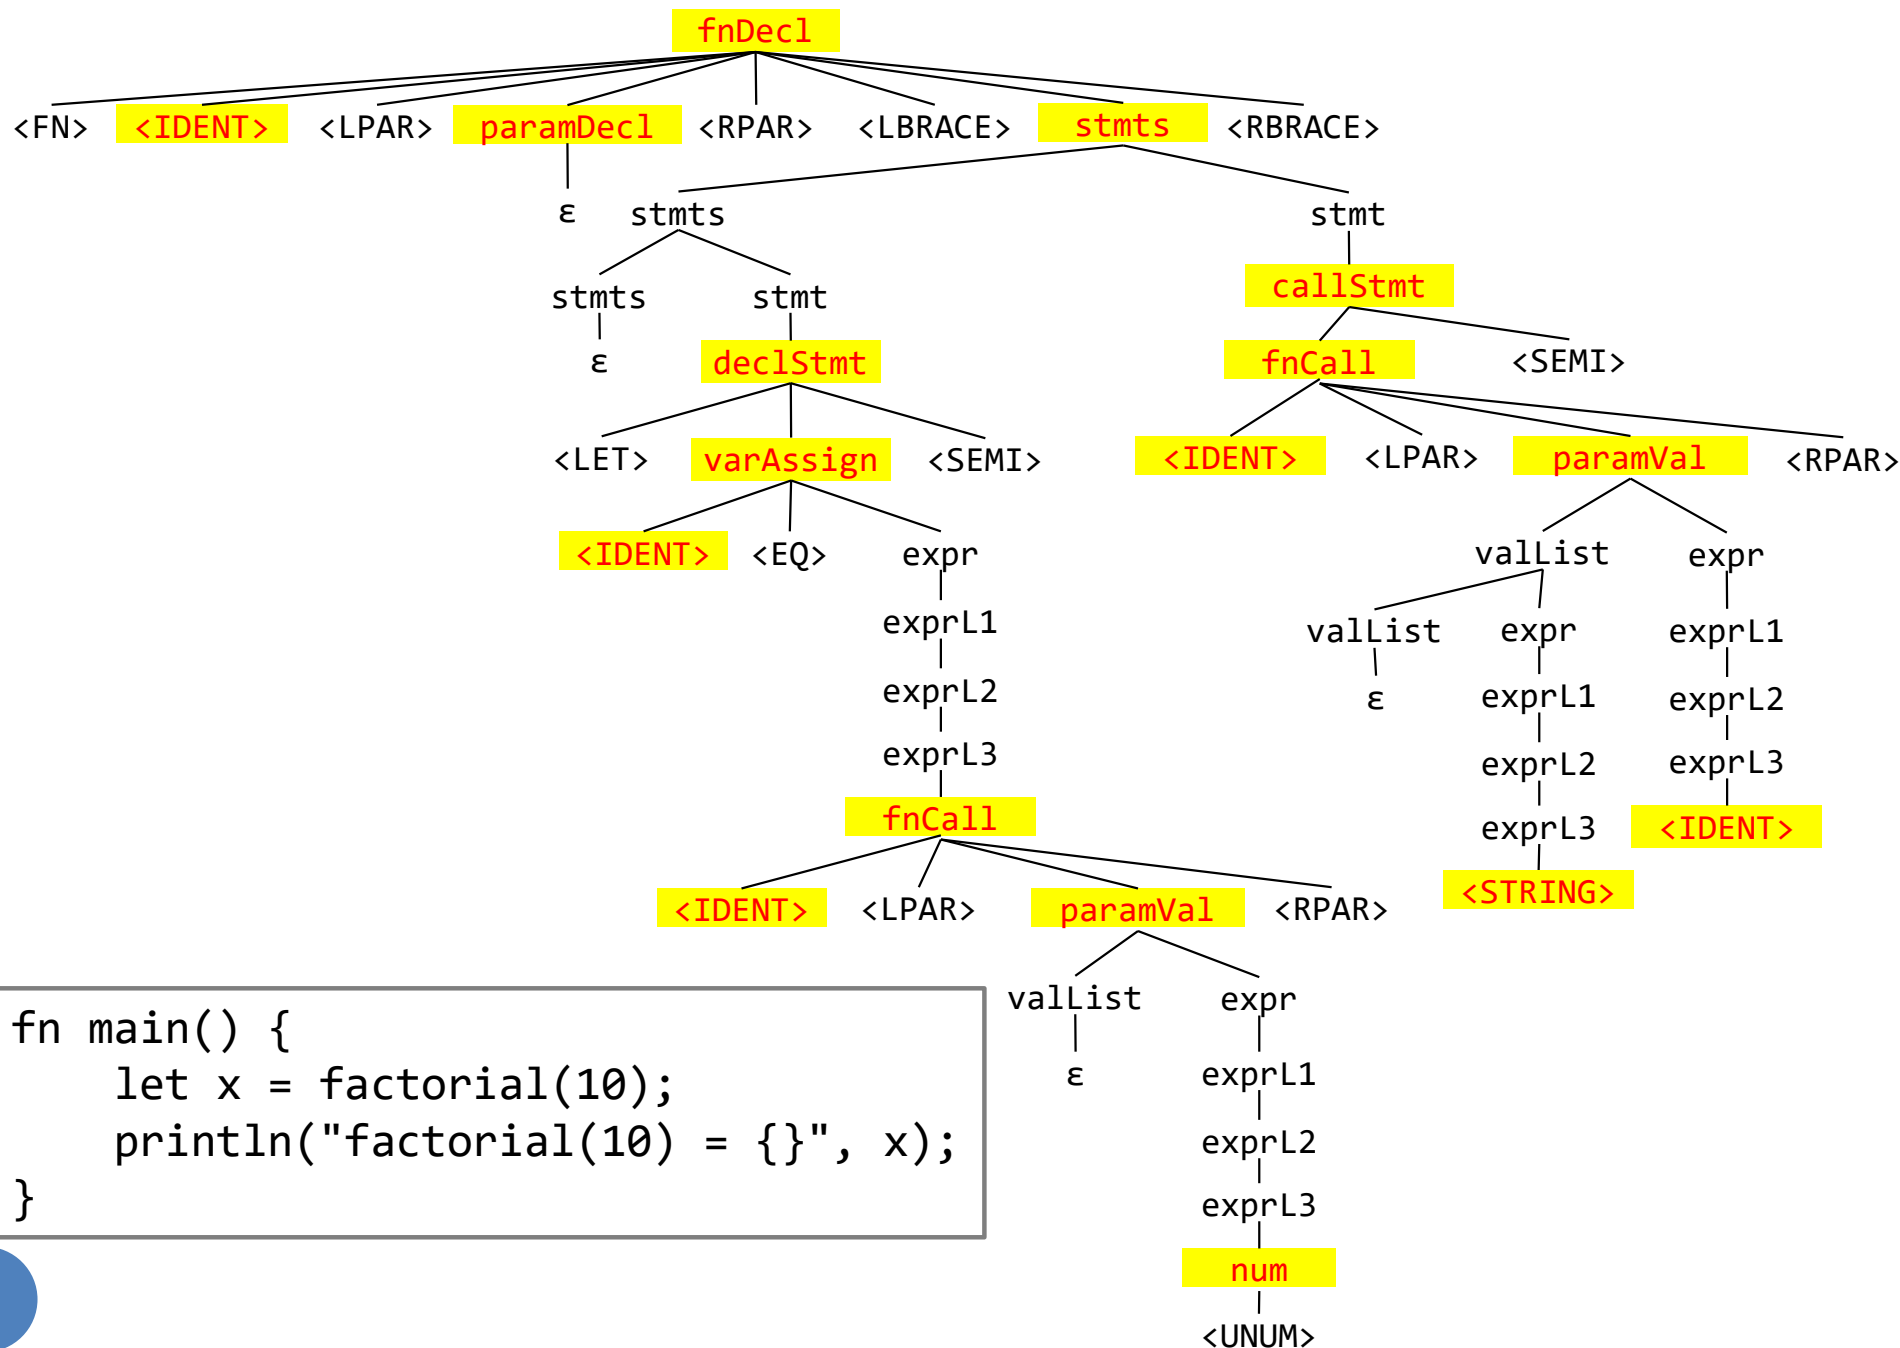 fnDecl
<FN> <IDENT> <LPAR> paramDecl <RPAR> <LBRACE> stmts <RBRACE>
ε stmts stmt
stmts stmt callStmt
ε declStmt fnCall <SEMI>
<LET> varAssign <SEMI> <IDENT> <LPAR> paramVal <RPAR>
<IDENT> <EQ> expr valList expr
exprL1 valList expr exprL1
exprL2 ε exprL1 exprL2
exprL3 exprL2 exprL3
fnCall exprL3 <IDENT>
<IDENT> <LPAR> paramVal <RPAR> <STRING>
valList expr
ε exprL1
exprL2
exprL3
num
<UNUM>
fn main() {
    let x = factorial(10);
    println("factorial(10) = {}", x);
}